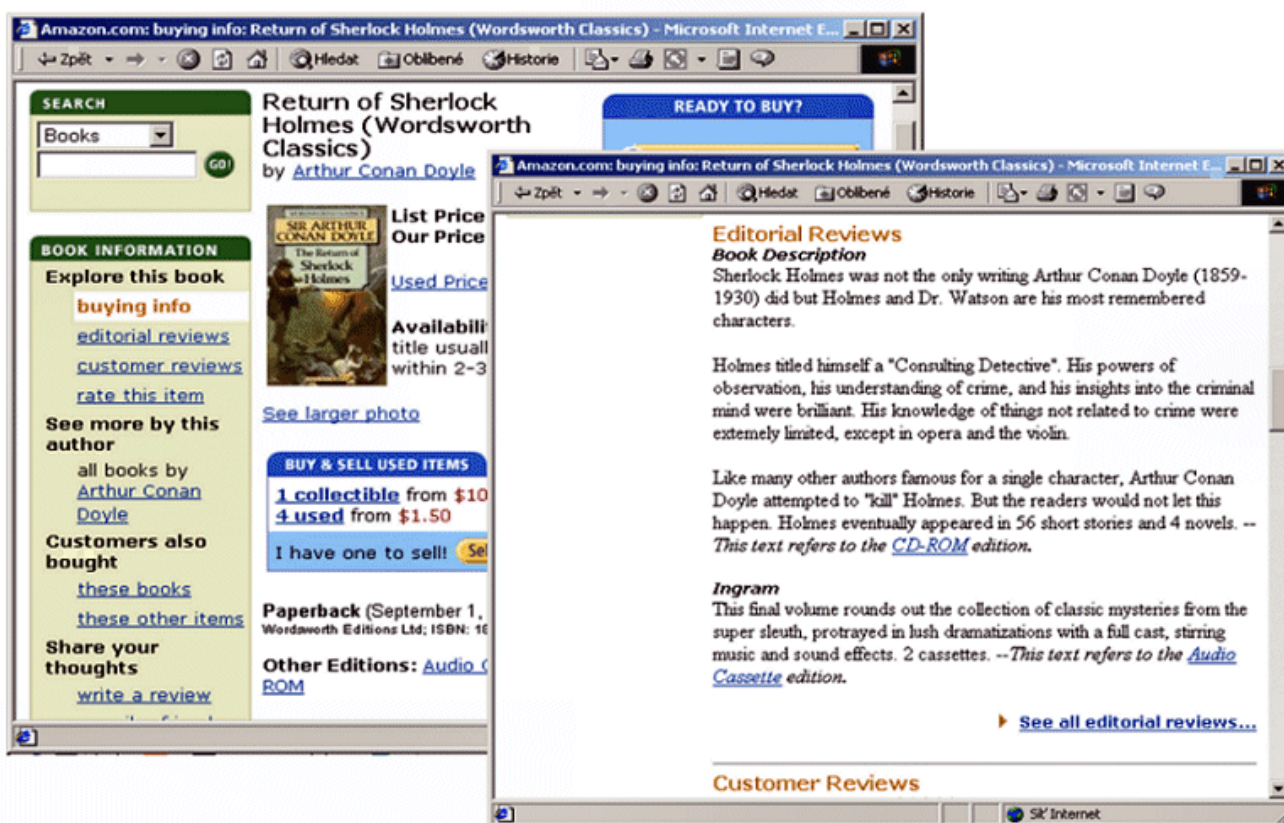 Amazon.com: buying info: Return of Sherlock Holmes (Wordsworth Classics) - Microsoft Internet E...
Zpět Hledat Oblíbené Historie
SEARCH
Books
GO!
BOOK INFORMATION
Explore this book
buying info
editorial reviews
customer reviews
rate this item
See more by this
author
all books by
Arthur Conan
Doyle
Customers also
bought
these books
these other items
Share your
thoughts
write a review
Return of Sherlock
Holmes (Wordsworth
Classics)
by Arthur Conan Doyle
SIR ARTHUR
CONAN DOYLE
The Return of
Sherlock
Holmes
List Price
Our Price
Used Price
Availabili
title usuall
within 2-3
See larger photo
BUY & SELL USED ITEMS
1 collectible from $10
4 used from $1.50
I have one to sell! Sel
Paperback (September 1,
Wordsworth Editions Ltd; ISBN: 18
Other Editions: Audio C
ROM
READY TO BUY?
Amazon.com: buying info: Return of Sherlock Holmes (Wordsworth Classics) - Microsoft Internet E...
Zpět Hledat Oblíbené Historie
Editorial Reviews
Book Description
Sherlock Holmes was not the only writing Arthur Conan Doyle (1859-
1930) did but Holmes and Dr. Watson are his most remembered
characters.
Holmes titled himself a "Consulting Detective". His powers of
observation, his understanding of crime, and his insights into the criminal
mind were brilliant. His knowledge of things not related to crime were
extemely limited, except in opera and the violin.
Like many other authors famous for a single character, Arthur Conan
Doyle attempted to "kill" Holmes. But the readers would not let this
happen. Holmes eventually appeared in 56 short stories and 4 novels. --
This text refers to the CD-ROM edition.
Ingram
This final volume rounds out the collection of classic mysteries from the
super sleuth, protrayed in lush dramatizations with a full cast, stirring
music and sound effects. 2 cassettes. --This text refers to the Audio
Cassette edition.
See all editorial reviews...
Customer Reviews
Síť Internet